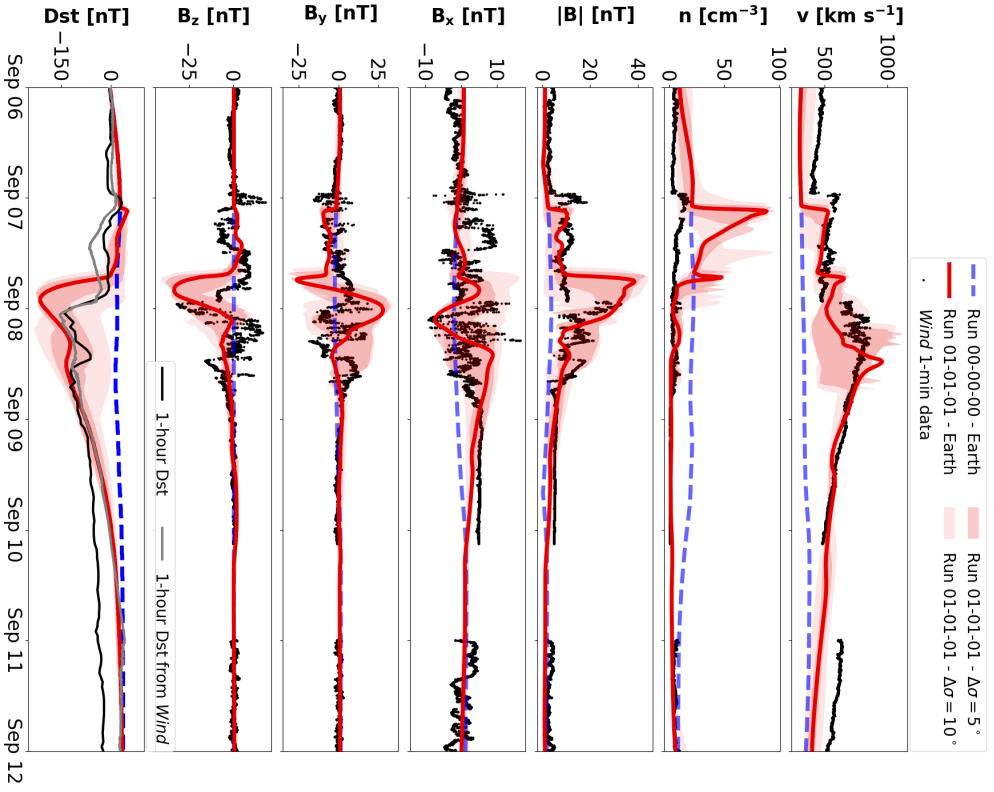 Run 00-00-00 - Earth
Run 01-01-01 - Earth
Wind 1-min data
Run 01-01-01 - Δσ = 5°
Run 01-01-01 - Δσ = 10°
v [km s⁻¹]
1000
500
n [cm⁻³]
100
50
0
|B| [nT]
40
20
0
Bₓ [nT]
10
0
−10
B_y [nT]
25
0
−25
B_z [nT]
0
−25
1-hour Dst
1-hour Dst from Wind
Dst [nT]
0
−150
Sep 06
Sep 07
Sep 08
Sep 09
Sep 10
Sep 11
Sep 12